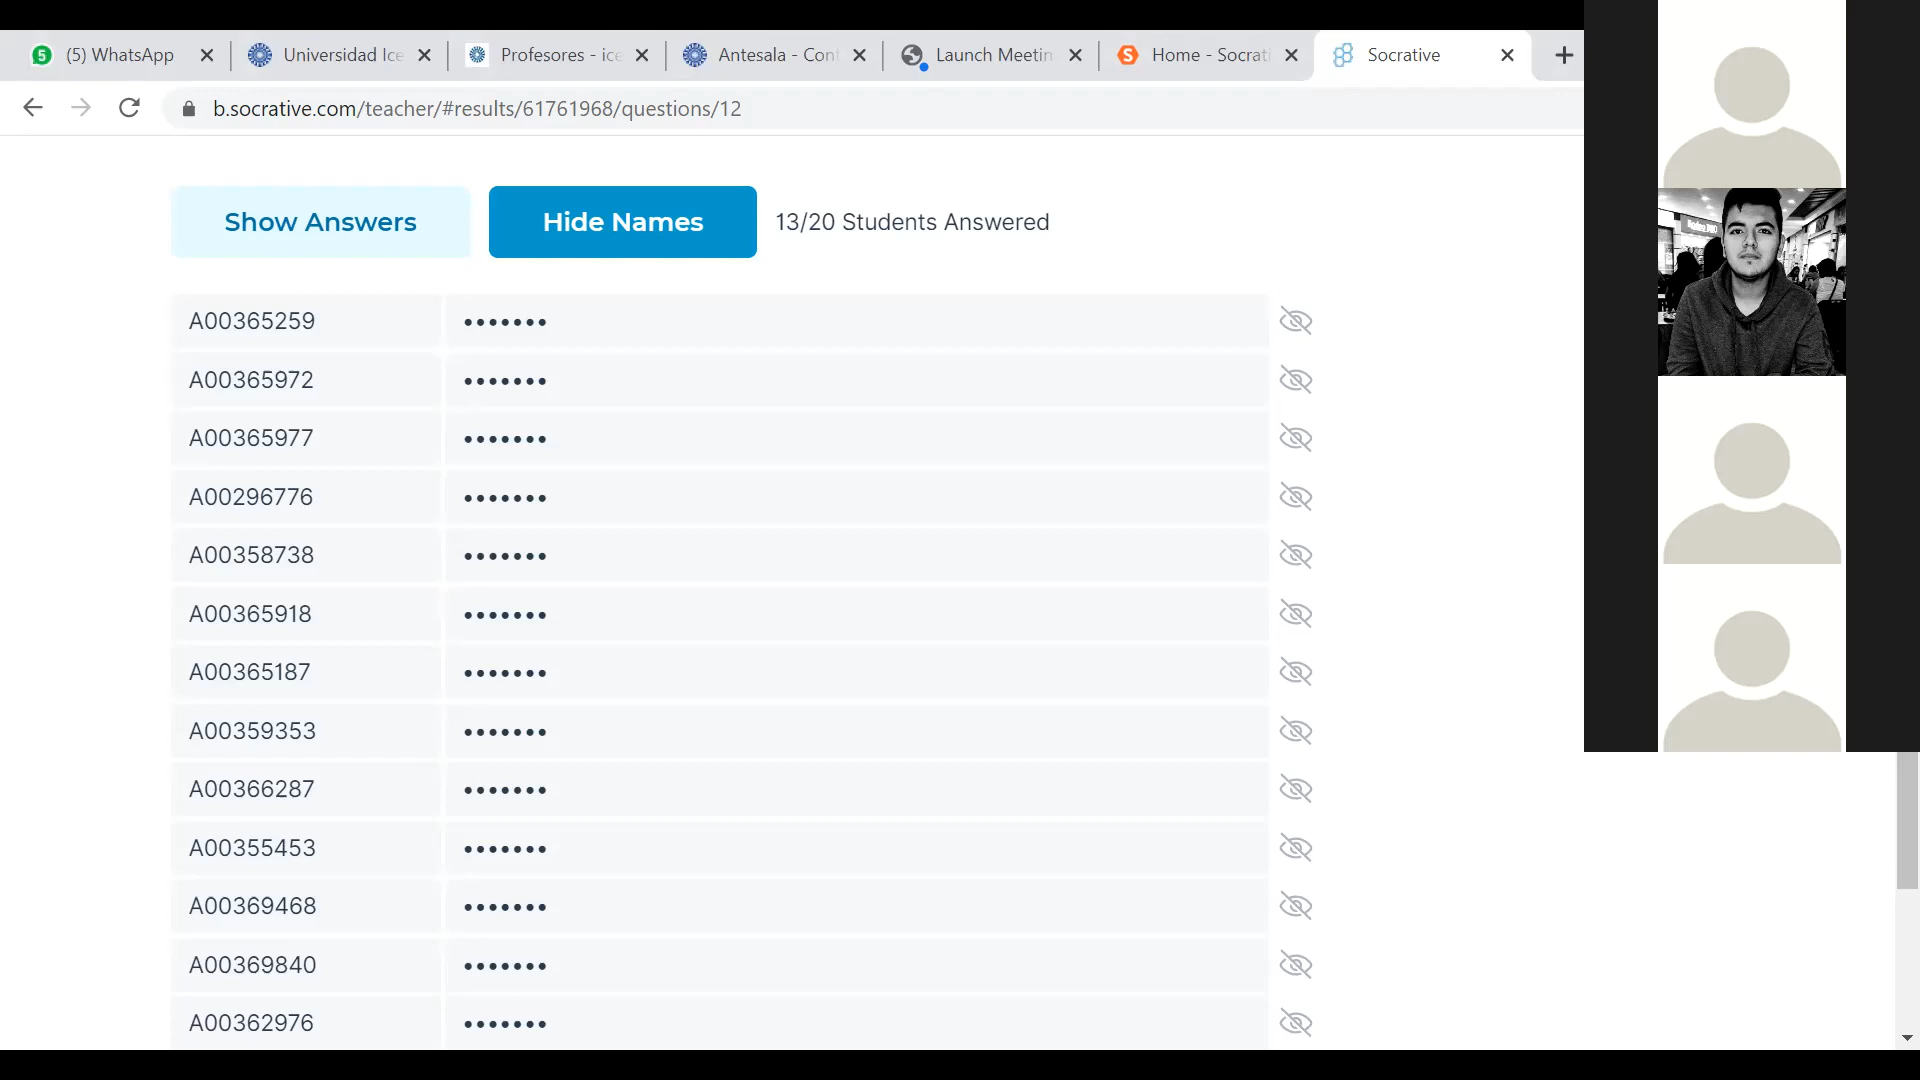 5 (5) WhatsApp
Universidad Ice
Profesores - ice
Antesala - Con
Launch Meetin
S Home - Socrati
Socrative
b.socrative.com/teacher/#results/61761968/questions/12
Show Answers
Hide Names
13/20 Students Answered
A00365259 •••••••
A00365972 •••••••
A00365977 •••••••
A00296776 •••••••
A00358738 •••••••
A00365918 •••••••
A00365187 •••••••
A00359353 •••••••
A00366287 •••••••
A00355453 •••••••
A00369468 •••••••
A00369840 •••••••
A00362976 •••••••